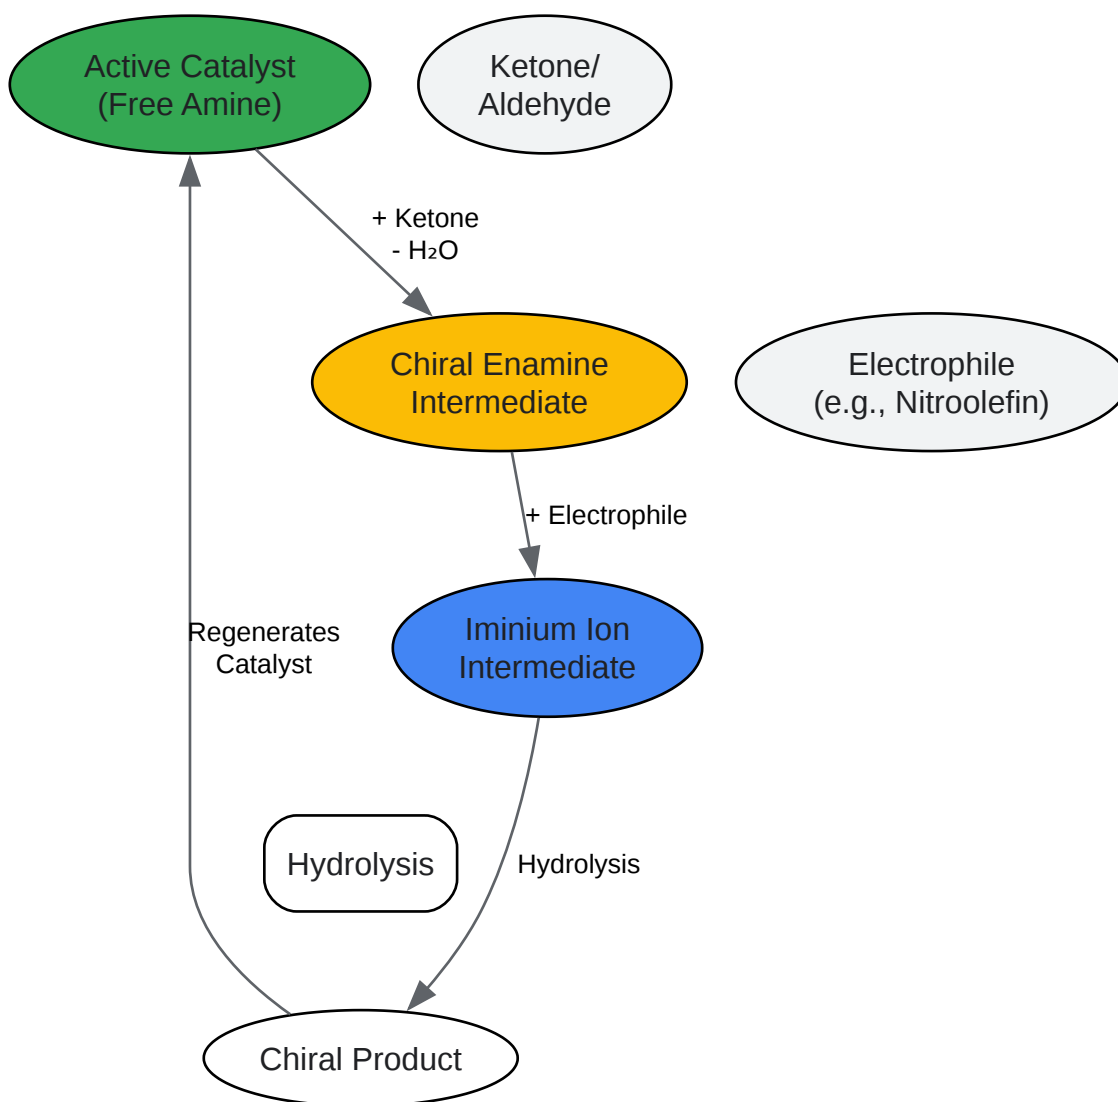 Active Catalyst
(Free Amine)
Ketone/
Aldehyde
+ Ketone
- H₂O
Chiral Enamine
Intermediate
Electrophile
(e.g., Nitroolefin)
+ Electrophile
Iminium Ion
Intermediate
Regenerates
Catalyst
Hydrolysis
Hydrolysis
Chiral Product